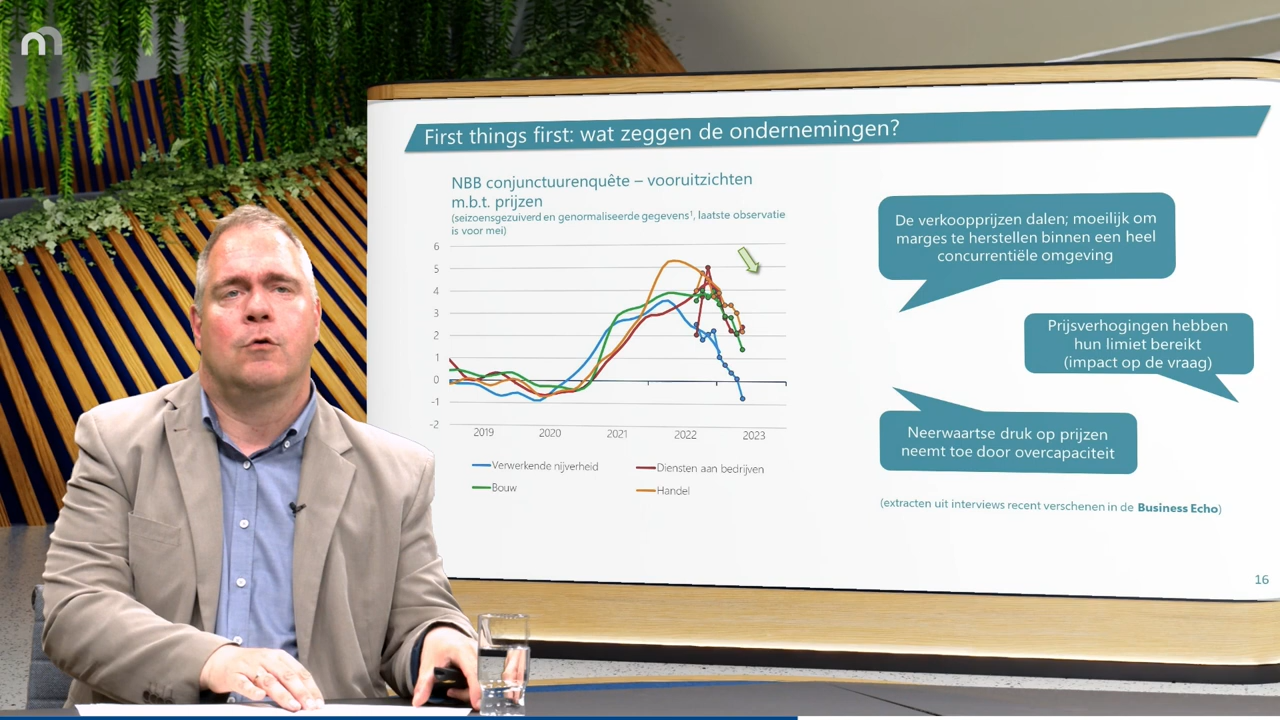 First things first: wat zeggen de ondernemingen?
NBB conjunctuurenquête – vooruitzichten
m.b.t. prijzen
(seizoensgezuiverd en genormaliseerde gegevens¹, laatste observatie
is voor mei)
6
5
4
3
2
1
0
-1
-2
2019 2020 2021 2022 2023
Verwerkende nijverheid
Diensten aan bedrijven
Bouw
Handel
De verkoopprijzen dalen; moeilijk om
marges te herstellen binnen een heel
concurrentiële omgeving
Prijsverhogingen hebben
hun limiet bereikt
(impact op de vraag)
Neerwaartse druk op prijzen
neemt toe door overcapaciteit
(extracten uit interviews recent verschenen in de Business Echo)
16